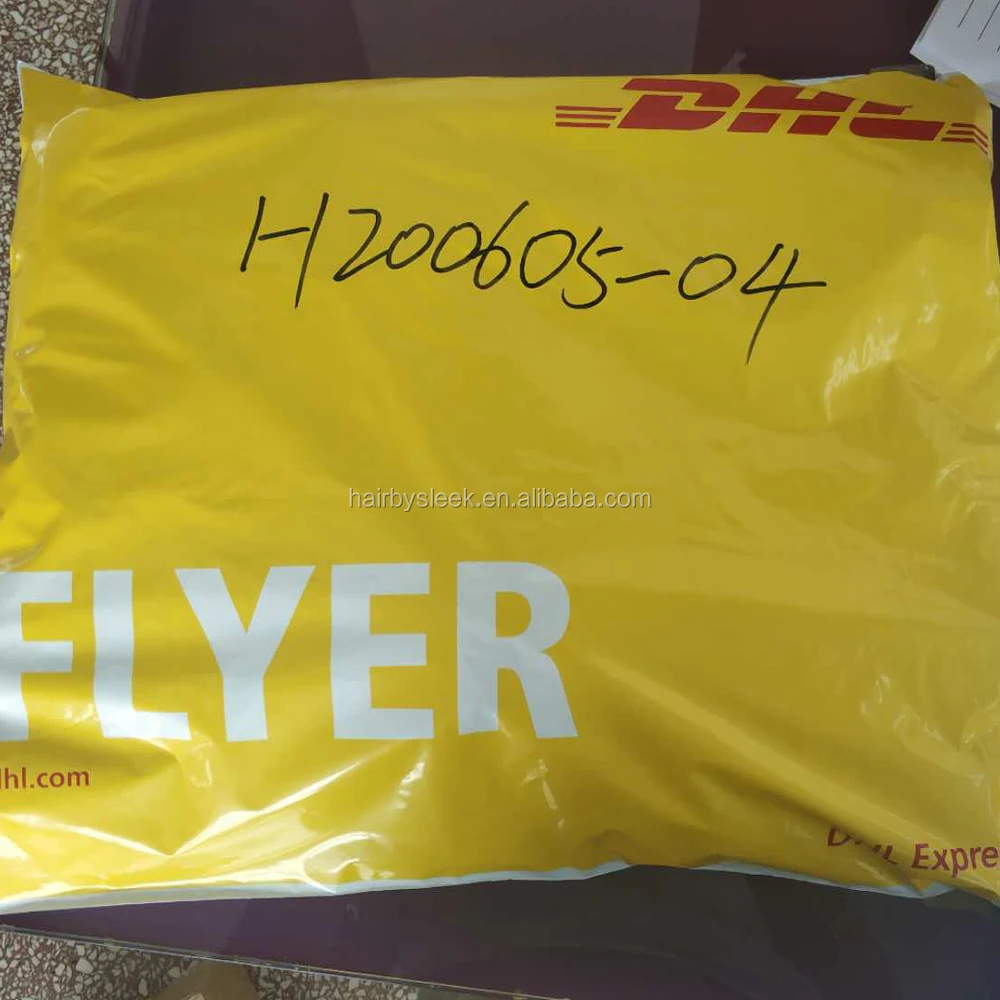 DHL
H200605-04
hairbysleek.en.alibaba.com
FLYER
dhl.com
DHL Expre